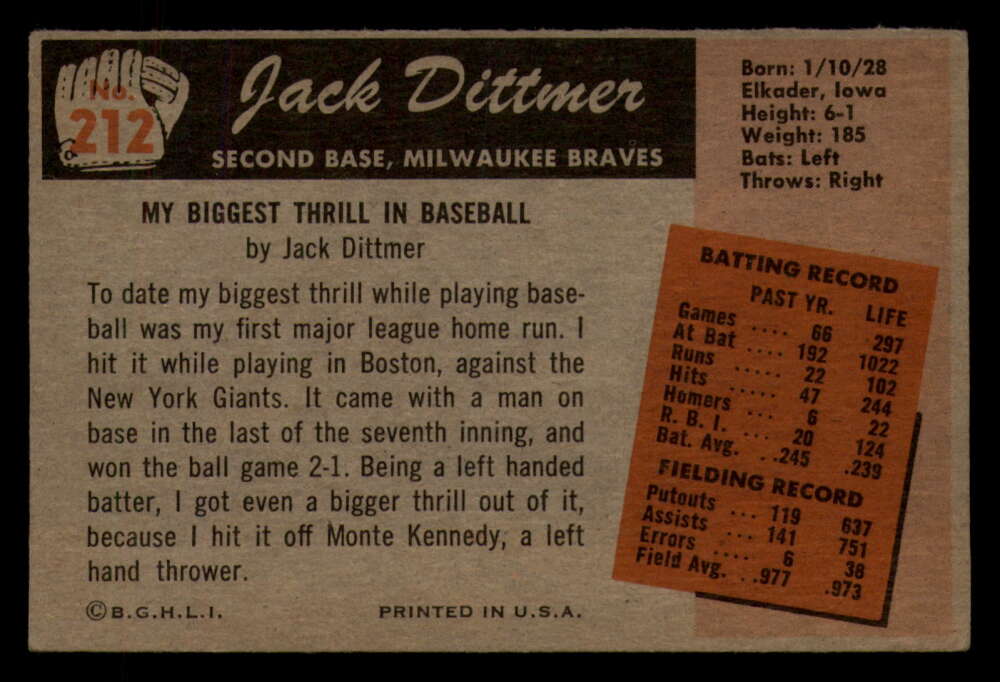 No.
212
Jack Dittmer
SECOND BASE, MILWAUKEE BRAVES
Born: 1/10/28
Elkader, Iowa
Height: 6-1
Weight: 185
Bats: Left
Throws: Right
MY BIGGEST THRILL IN BASEBALL
by Jack Dittmer
To date my biggest thrill while playing base-
ball was my first major league home run. I
hit it while playing in Boston, against the
New York Giants. It came with a man on
base in the last of the seventh inning, and
won the ball game 2-1. Being a left handed
batter, I got even a bigger thrill out of it,
because I hit it off Monte Kennedy, a left
hand thrower.
©B.G.H.L.I. PRINTED IN U.S.A.
BATTING RECORD
PAST YR. LIFE
Games .... 66 297
At Bat .... 192 1022
Runs ..... 22 102
Hits ..... 47 244
Homers ... 6 22
R. B. I. ... 20 124
Bat. Avg. ..245 .239
FIELDING RECORD
Putouts ... 119 637
Assists ... 141 751
Errors .... 6 38
Field Avg. ..977 .973